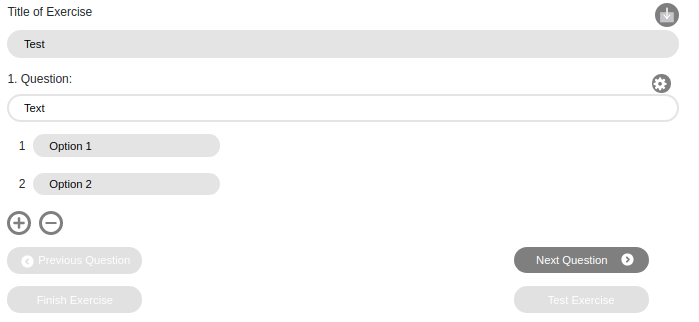 Title of Exercise
Test
1. Question:
Text
1 Option 1
2 Option 2
Previous Question Next Question
Finish Exercise Test Exercise